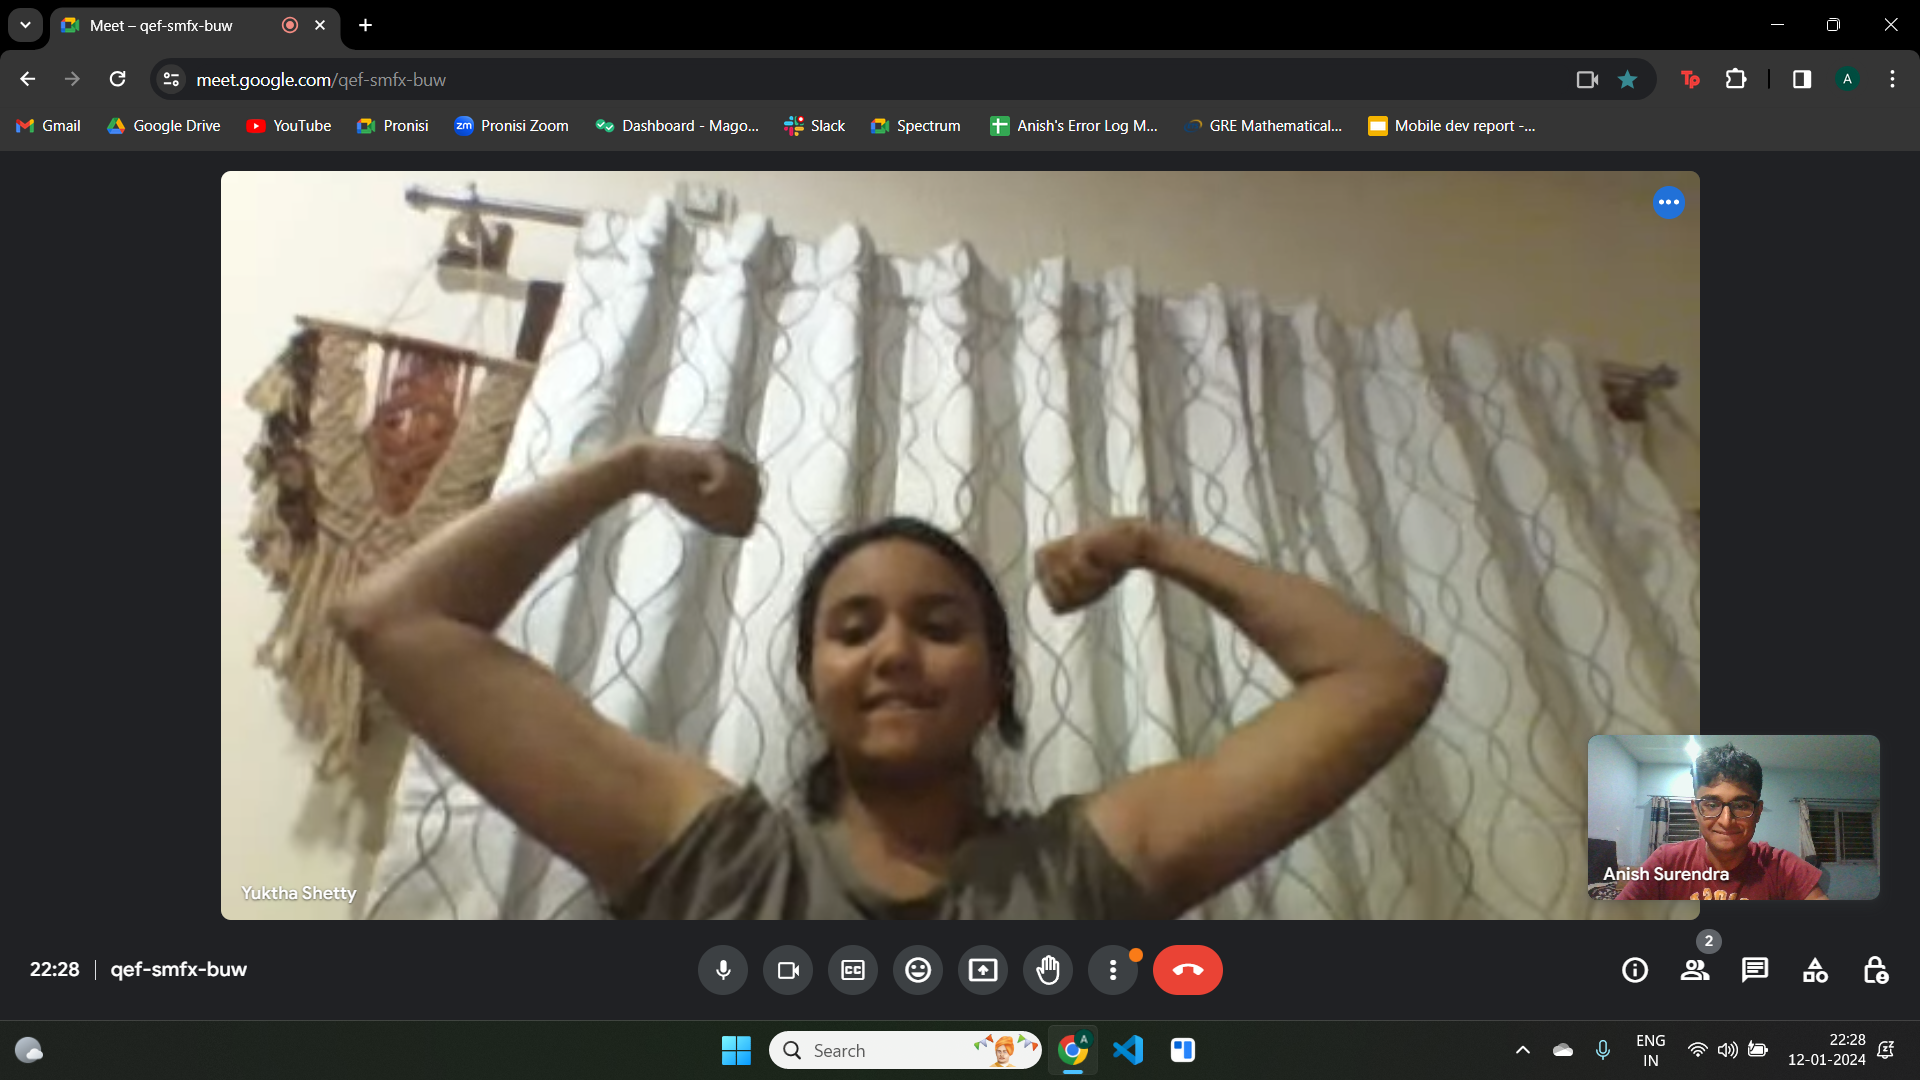 Meet – qef-smfx-buw
meet.google.com/qef-smfx-buw
A
Gmail
Google Drive
YouTube
Pronisi
zm
Pronisi Zoom
Dashboard - Mago...
Slack
Spectrum
Anish's Error Log M...
GRE Mathematical...
Mobile dev report -...
Yuktha Shetty
Anish Surendra
22:28
qef-smfx-buw
CC
2
Search
A
ENG
IN
22:28
12-01-2024